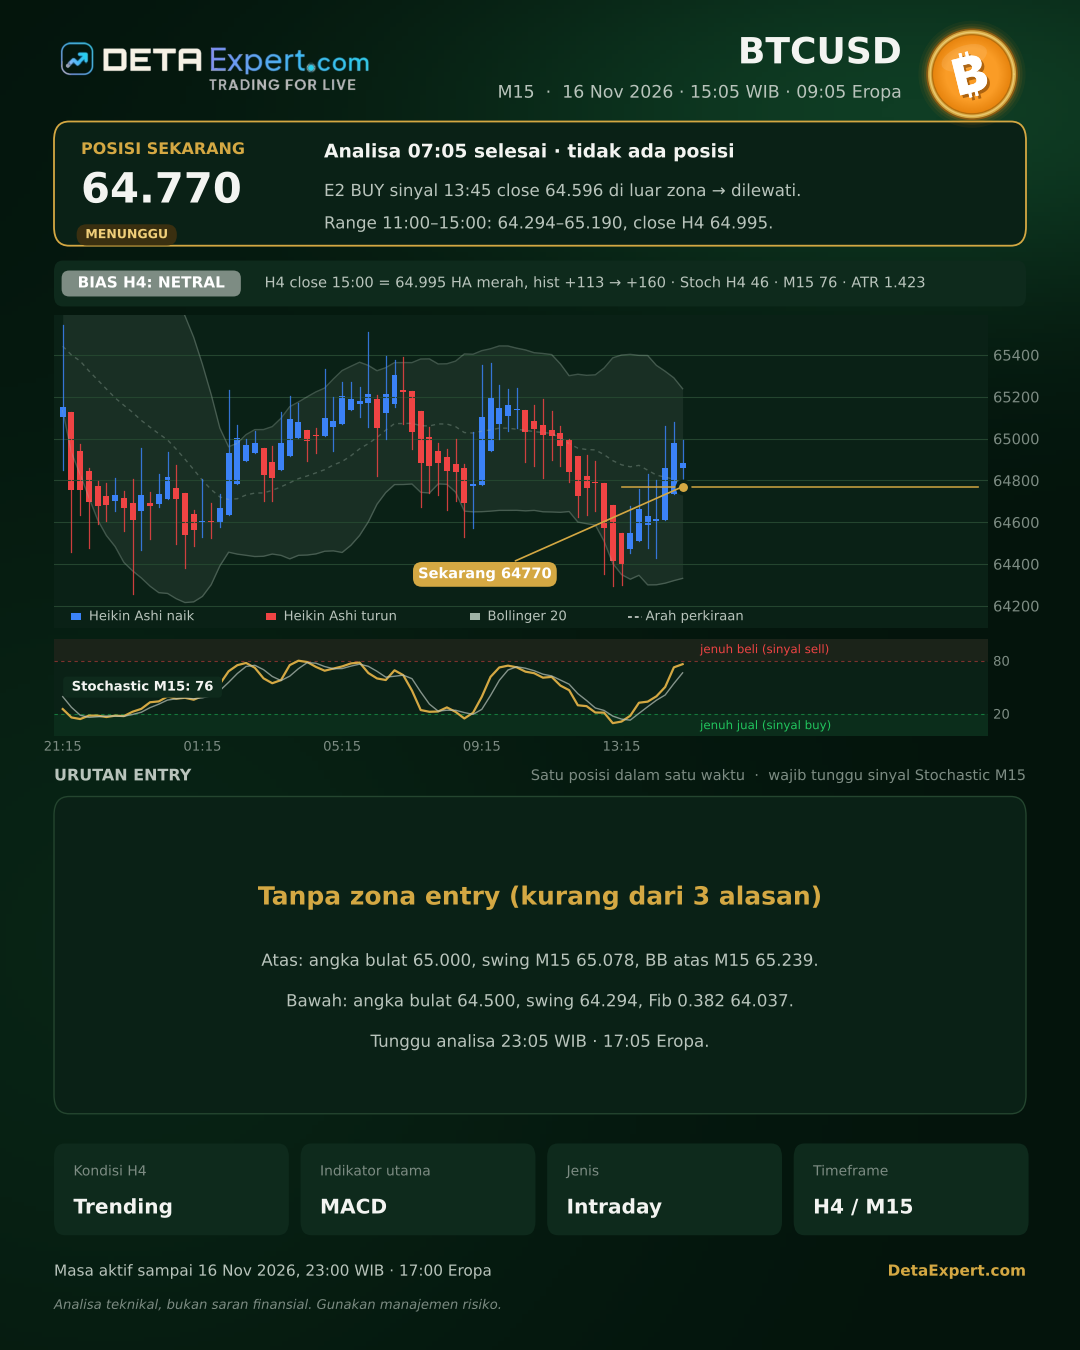 DETA Expert.com
TRADING FOR LIVE
BTCUSD
M15 · 16 Nov 2026 · 15:05 WIB · 09:05 Eropa
POSISI SEKARANG
64.770
MENUNGGU
Analisa 07:05 selesai · tidak ada posisi
E2 BUY sinyal 13:45 close 64.596 di luar zona → dilewati.
Range 11:00–15:00: 64.294–65.190, close H4 64.995.
BIAS H4: NETRAL
H4 close 15:00 = 64.995 HA merah, hist +113 → +160 · Stoch H4 46 · M15 76 · ATR 1.423
65400
65200
65000
64800
64600
64400
64200
Sekarang 64770
Heikin Ashi naik
Heikin Ashi turun
Bollinger 20
Arah perkiraan
jenuh beli (sinyal sell)
80
Stochastic M15: 76
20
jenuh jual (sinyal buy)
21:15 01:15 05:15 09:15 13:15
URUTAN ENTRY
Satu posisi dalam satu waktu · wajib tunggu sinyal Stochastic M15
Tanpa zona entry (kurang dari 3 alasan)
Atas: angka bulat 65.000, swing M15 65.078, BB atas M15 65.239.
Bawah: angka bulat 64.500, swing 64.294, Fib 0.382 64.037.
Tunggu analisa 23:05 WIB · 17:05 Eropa.
Kondisi H4
Trending
Indikator utama
MACD
Jenis
Intraday
Timeframe
H4 / M15
Masa aktif sampai 16 Nov 2026, 23:00 WIB · 17:00 Eropa
DetaExpert.com
Analisa teknikal, bukan saran finansial. Gunakan manajemen risiko.